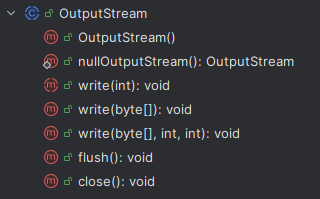 OutputStream
OutputStream()
nullOutputStream(): OutputStream
write(int): void
write(byte[]): void
write(byte[], int, int): void
flush(): void
close(): void